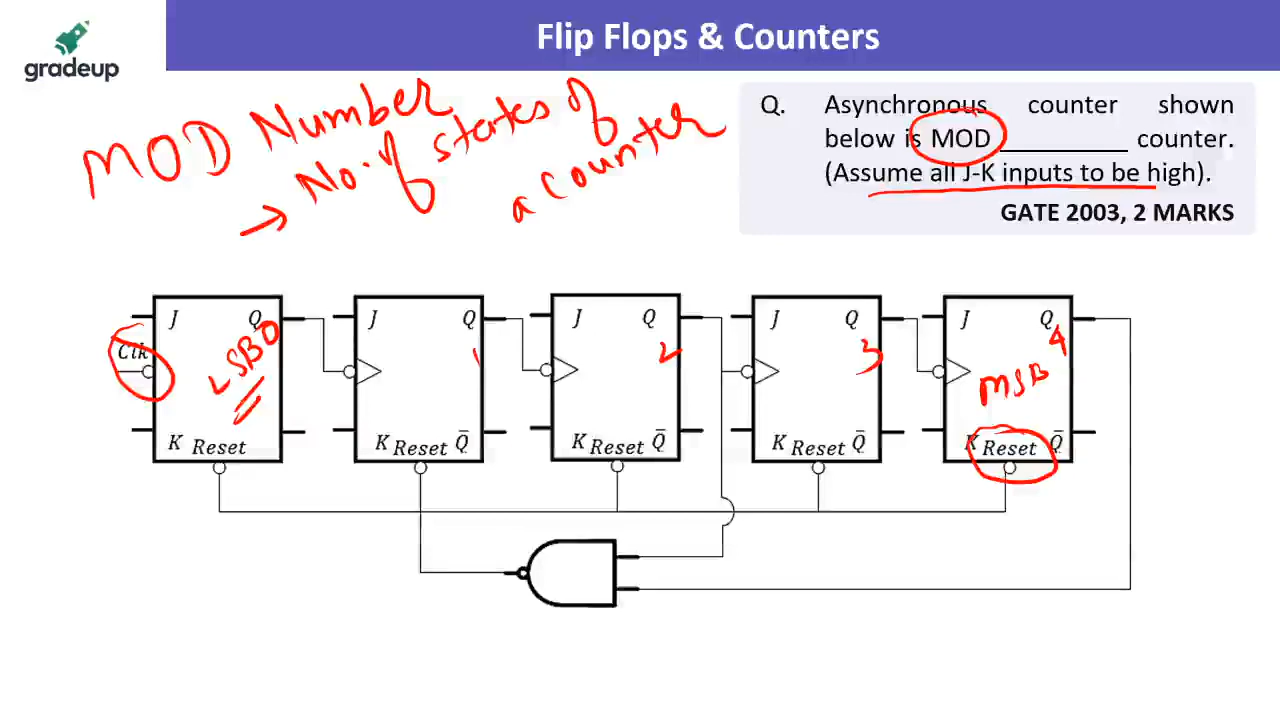 Flip Flops & Counters
gradeup
MOD Number
→ No. of states of
a counter
Q. Asynchronous counter shown
below is MOD __________ counter.
(Assume all J-K inputs to be high).
GATE 2003, 2 MARKS
J Q J Q J Q J Q J Q
Clk LSB 0 1 2 3 4
MSB
K Reset K Reset Q̅ K Reset Q̅ K Reset Q̅ K Reset Q̅